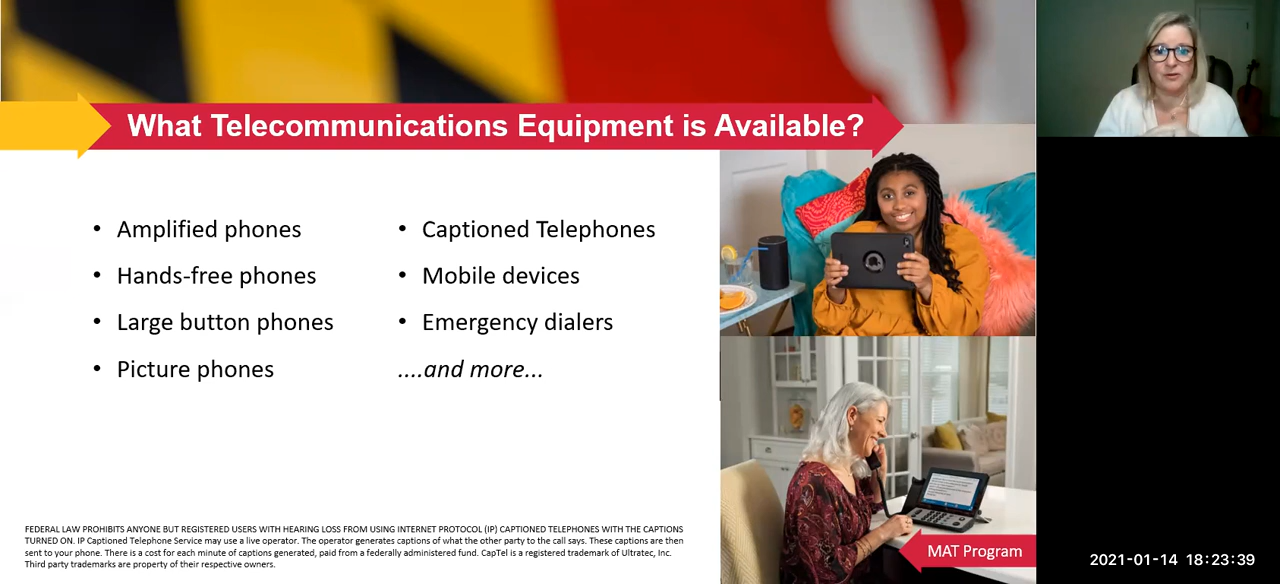 What Telecommunications Equipment is Available?
• Amplified phones
• Hands-free phones
• Large button phones
• Picture phones
• Captioned Telephones
• Mobile devices
• Emergency dialers
....and more...
FEDERAL LAW PROHIBITS ANYONE BUT REGISTERED USERS WITH HEARING LOSS FROM USING INTERNET PROTOCOL (IP) CAPTIONED TELEPHONES WITH THE CAPTIONS
TURNED ON. IP Captioned Telephone Service may use a live operator. The operator generates captions of what the other party to the call says. These captions are then
sent to your phone. There is a cost for each minute of captions generated, paid from a federally administered fund. CapTel is a registered trademark of Ultratec, Inc.
Third party trademarks are property of their respective owners.
MAT Program
2021-01-14 18:23:39